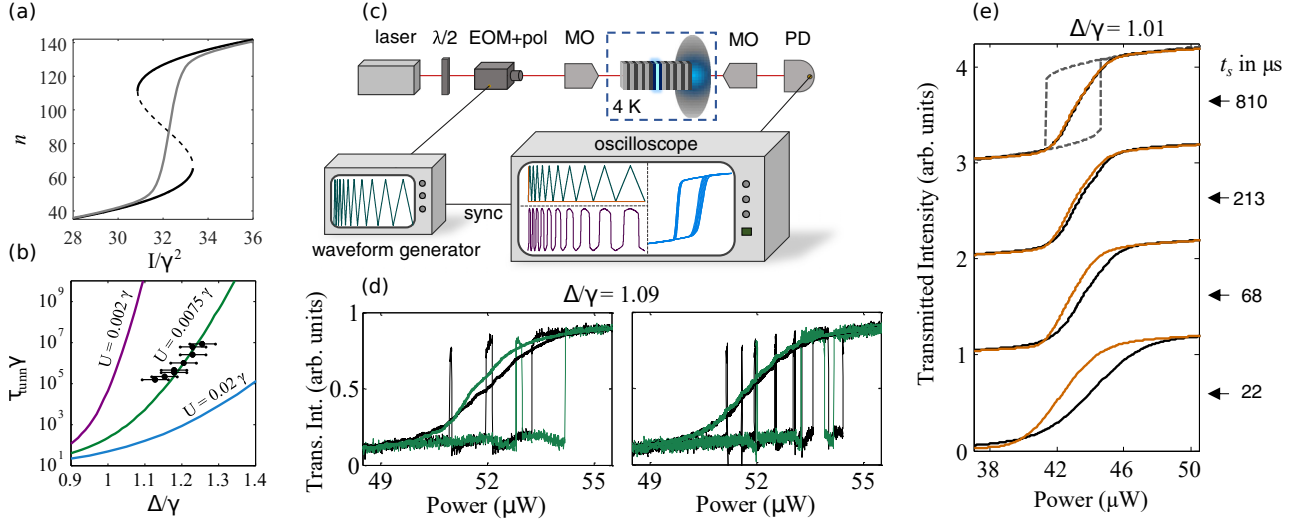 (a)
140
120
100
80
60
40
n
28
30
32
34
36
I/γ²
(b)
10⁹
10⁷
10⁵
10³
10¹
τtunnγ
U = 0.002 γ
U = 0.0075 γ
U = 0.02 γ
0.9
1
1.1
1.2
1.3
1.4
Δ/γ
(c)
laser
λ/2
EOM+pol
MO
MO
PD
4 K
oscilloscope
sync
waveform generator
(d)
Δ/γ = 1.09
Trans. Int. (arb. units)
1
0.5
0
49
52
55
Power (μW)
49
52
55
Power (μW)
(e)
Δ/γ = 1.01
tₛ in μs
Transmitted Intensity (arb. units)
4
3
2
1
0
810
213
68
22
37
42
46
50
Power (μW)